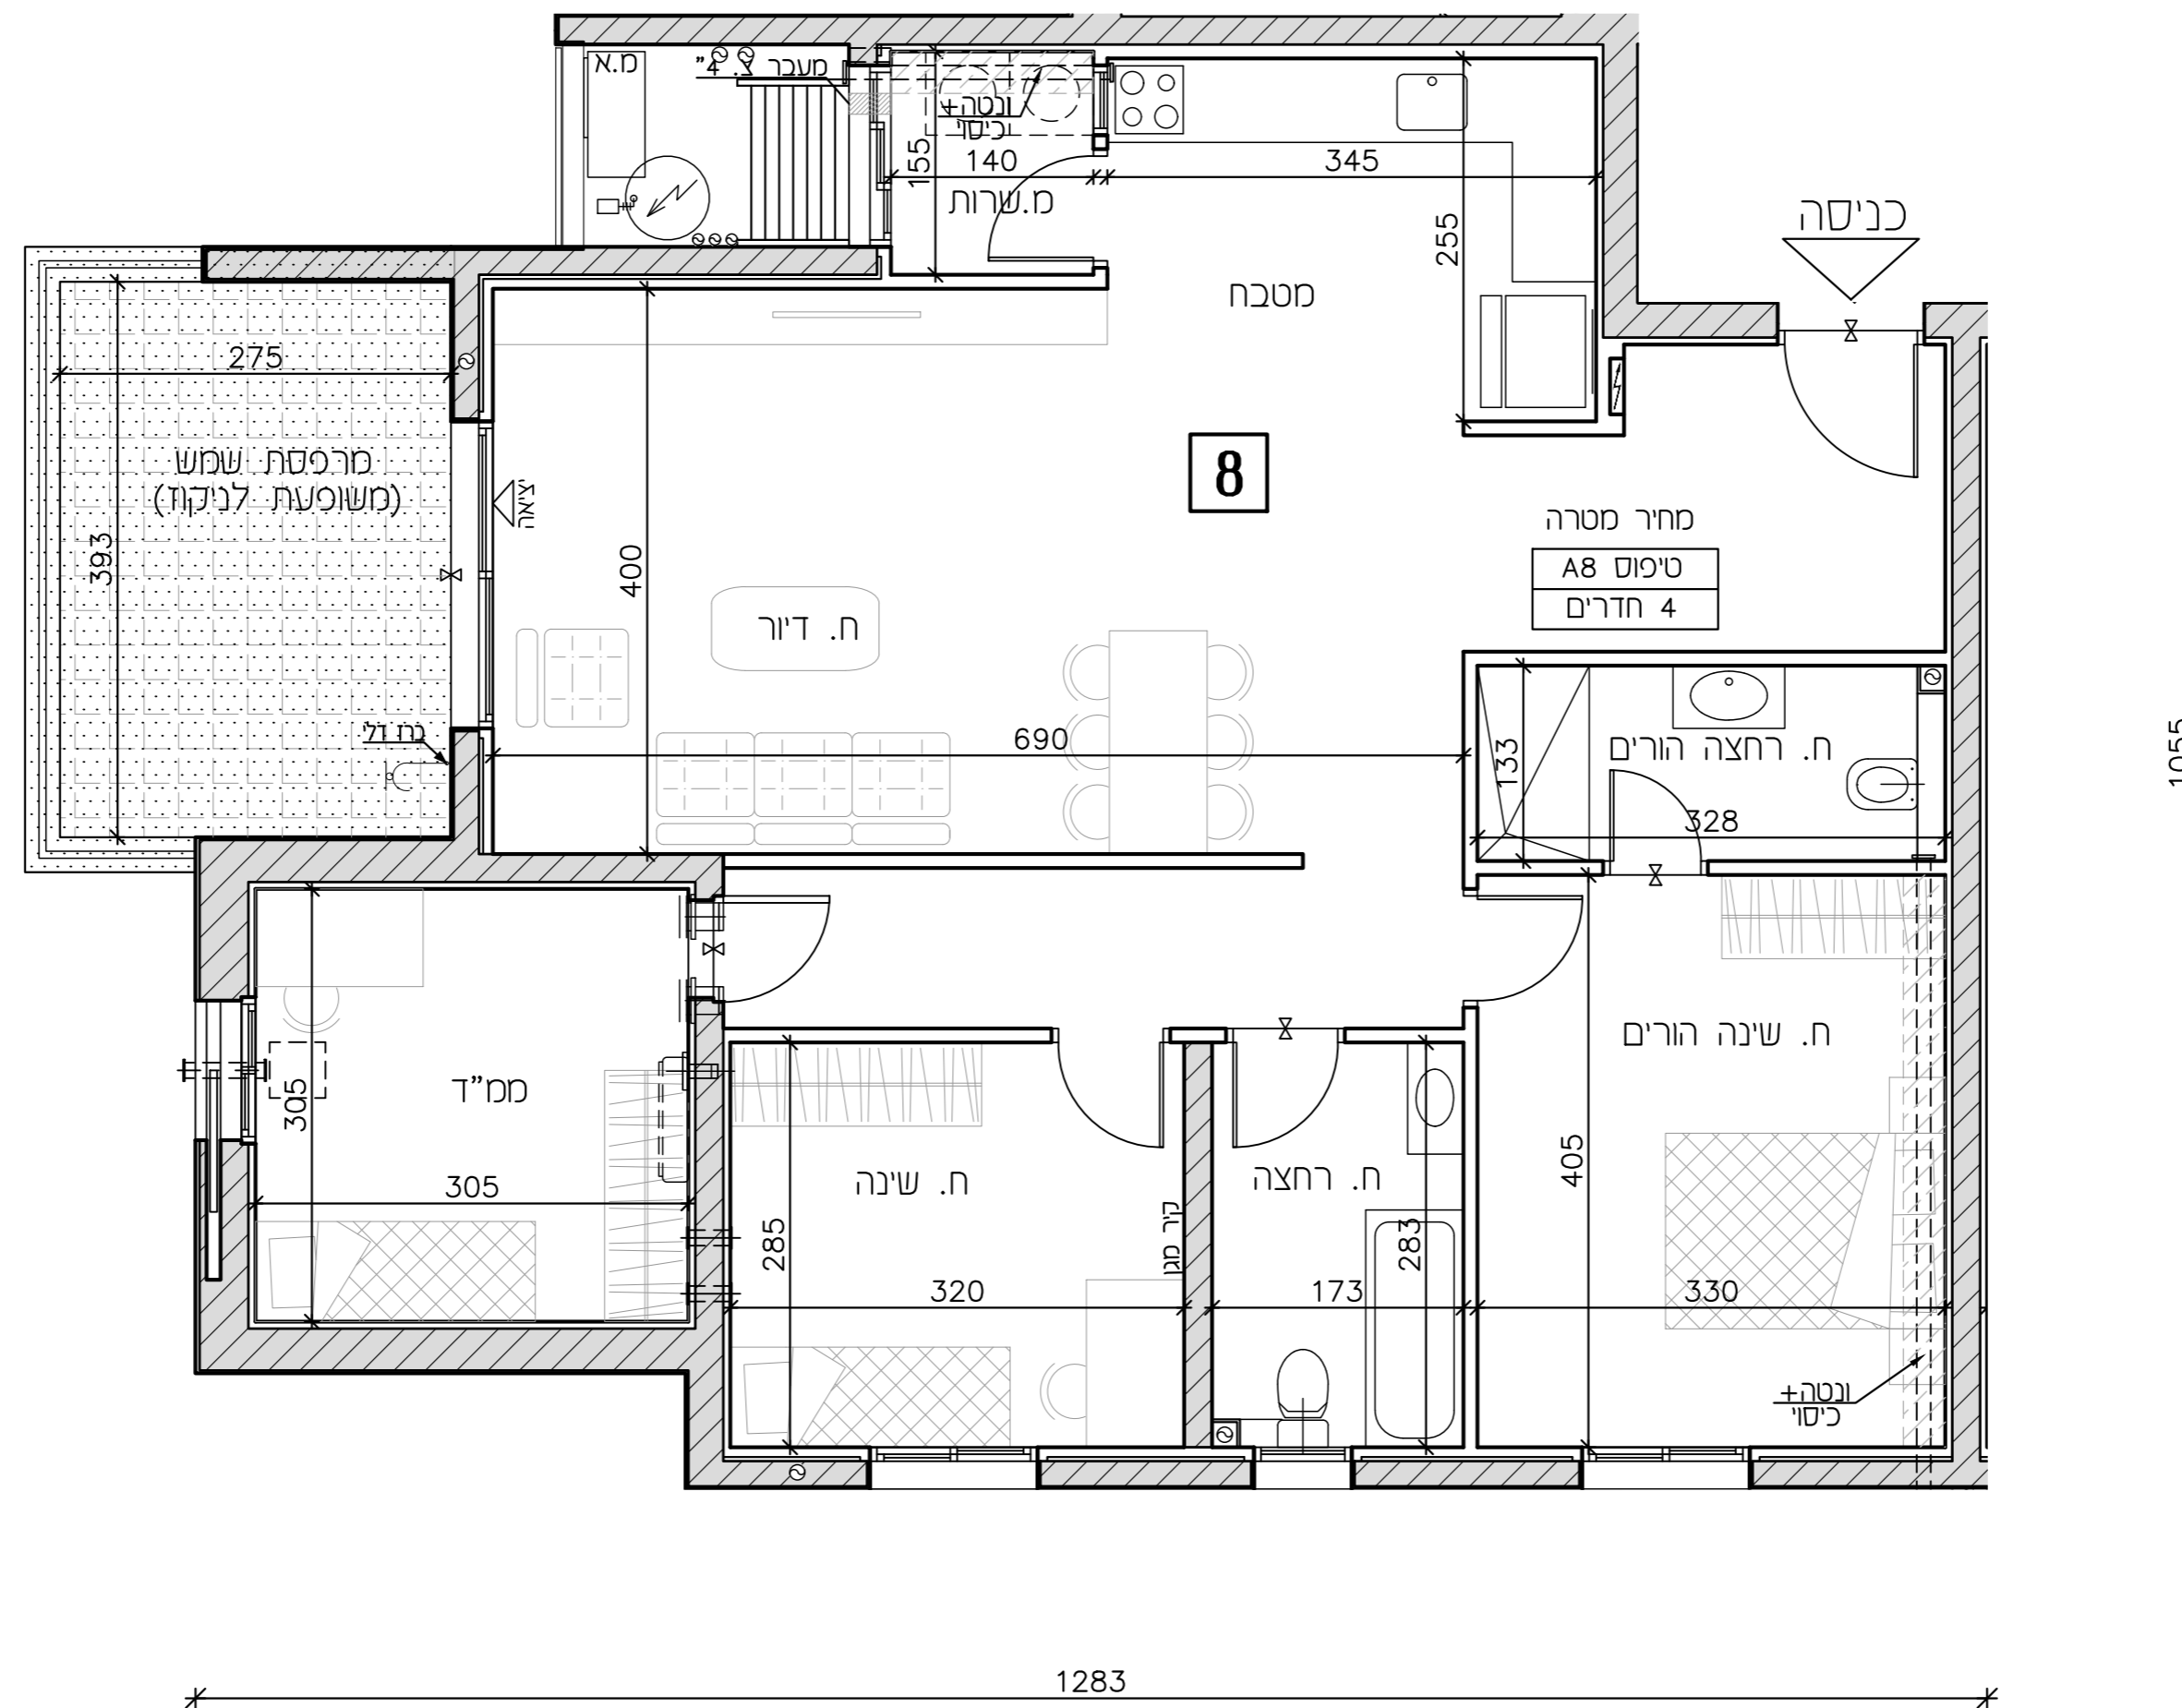 מ.א
מעבר צ. 4"
ונטה+
כיסוי
155
140
345
מ.שרות
255
מטבח
כניסה
275
מרפסת שמש
(משופעת לניקוז)
393
יציאה
400
8
מחיר מטרה
טיפוס A8
4 חדרים
ח. דיור
ברז דלי
690
133
ח. רחצה הורים
328
1055
ח. שינה הורים
ממ"ד
305
305
ח. שינה
285
320
קיר מגן
ח. רחצה
283
173
405
330
ונטה+
כיסוי
1283